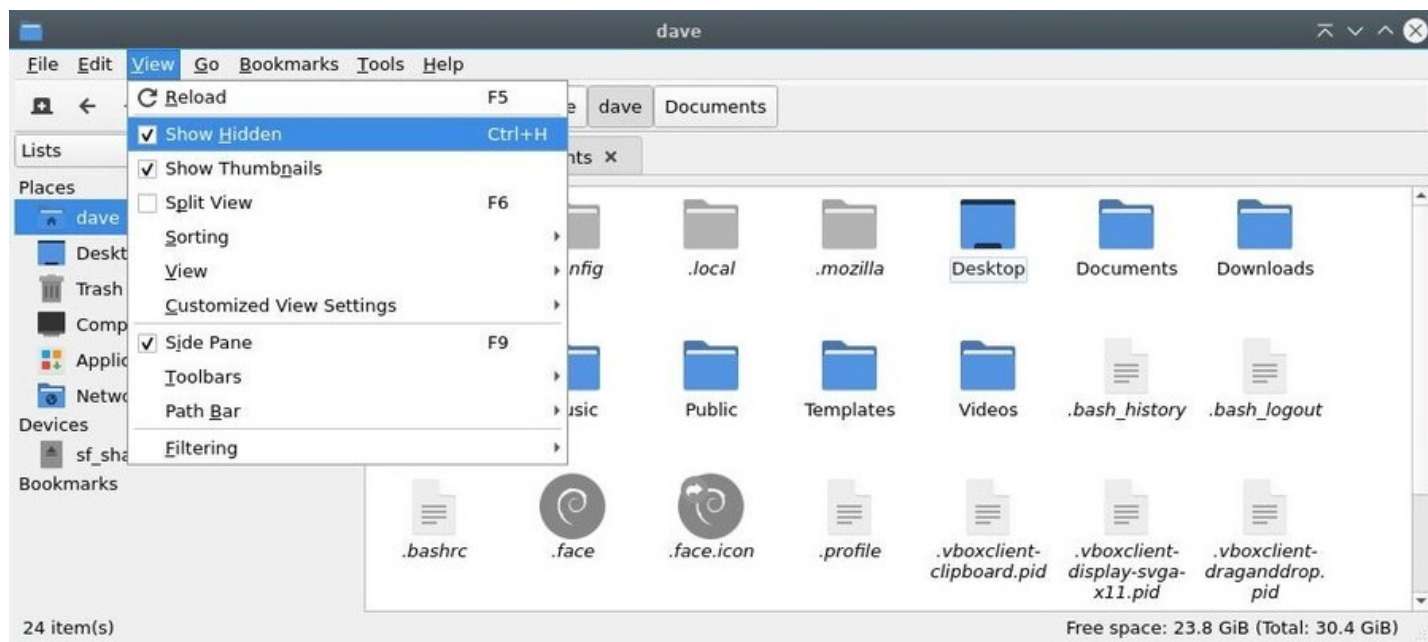 dave
File Edit View Go Bookmarks Tools Help
Reload F5
dave Documents
Show Hidden Ctrl+H
Lists
Show Thumbnails
Places
Split View F6
dave
Sorting
View
Trash
Customized View Settings
.local .mozilla Desktop Documents Downloads
Side Pane F9
Toolbars
Path Bar
Public Templates Videos .bash_history .bash_logout
Devices
Filtering
Bookmarks
.bashrc .face .face.icon .profile .vboxclient- .vboxclient- .vboxclient-
clipboard.pid display-svga- draganddrop.
x11.pid pid
24 item(s) Free space: 23.8 GiB (Total: 30.4 GiB)